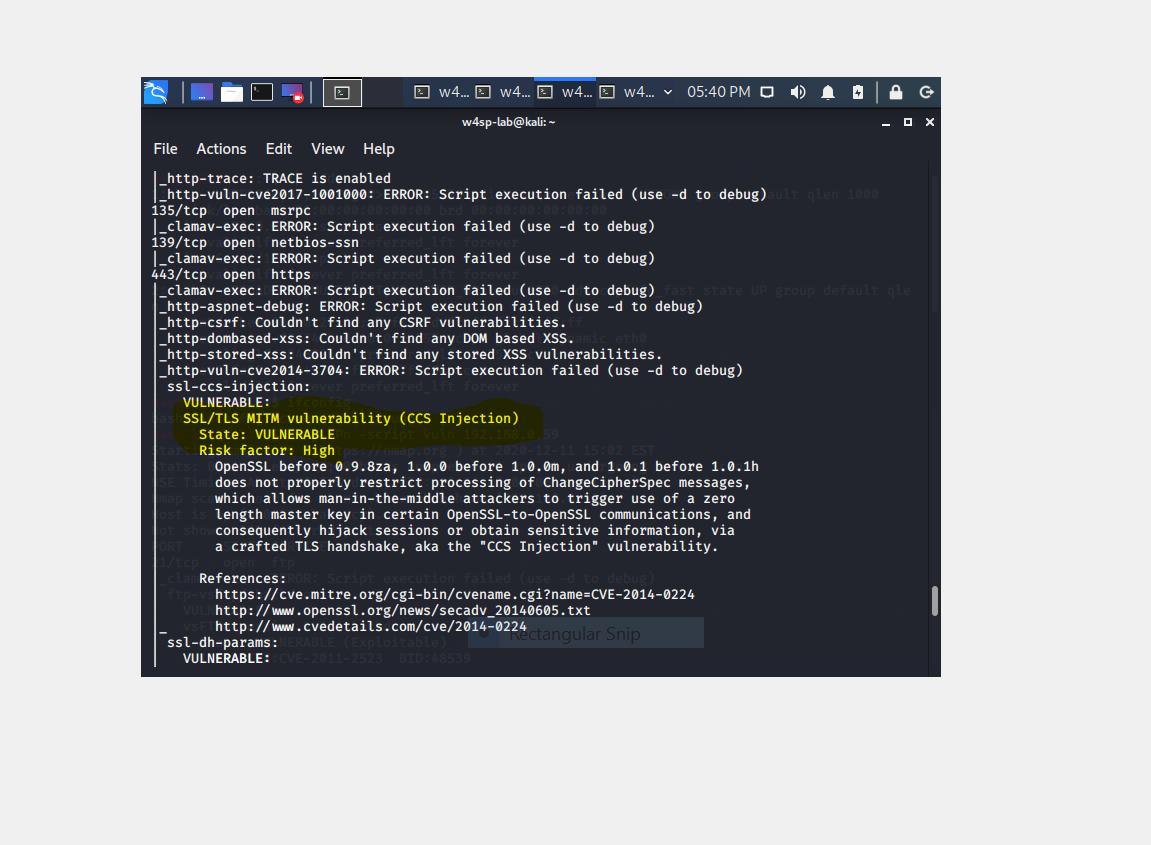 w4... w4... w4... w4... 05:40 PM
w4sp-lab@kali: ~
File Actions Edit View Help
|_http-trace: TRACE is enabled
|_http-vuln-cve2017-1001000: ERROR: Script execution failed (use -d to debug)
135/tcp open msrpc
|_clamav-exec: ERROR: Script execution failed (use -d to debug)
139/tcp open netbios-ssn
|_clamav-exec: ERROR: Script execution failed (use -d to debug)
443/tcp open https
|_clamav-exec: ERROR: Script execution failed (use -d to debug)
|_http-aspnet-debug: ERROR: Script execution failed (use -d to debug)
|_http-csrf: Couldn't find any CSRF vulnerabilities.
|_http-dombased-xss: Couldn't find any DOM based XSS.
|_http-stored-xss: Couldn't find any stored XSS vulnerabilities.
|_http-vuln-cve2014-3704: ERROR: Script execution failed (use -d to debug)
| ssl-ccs-injection:
|   VULNERABLE:
|   SSL/TLS MITM vulnerability (CCS Injection)
|     State: VULNERABLE
|     Risk factor: High
|       OpenSSL before 0.9.8za, 1.0.0 before 1.0.0m, and 1.0.1 before 1.0.1h
|       does not properly restrict processing of ChangeCipherSpec messages,
|       which allows man-in-the-middle attackers to trigger use of a zero
|       length master key in certain OpenSSL-to-OpenSSL communications, and
|       consequently hijack sessions or obtain sensitive information, via
|       a crafted TLS handshake, aka the "CCS Injection" vulnerability.
|
|     References:
|       https://cve.mitre.org/cgi-bin/cvename.cgi?name=CVE-2014-0224
|       http://www.openssl.org/news/secadv_20140605.txt
|_      http://www.cvedetails.com/cve/2014-0224
Rectangular Snip
| ssl-dh-params:
|   VULNERABLE: